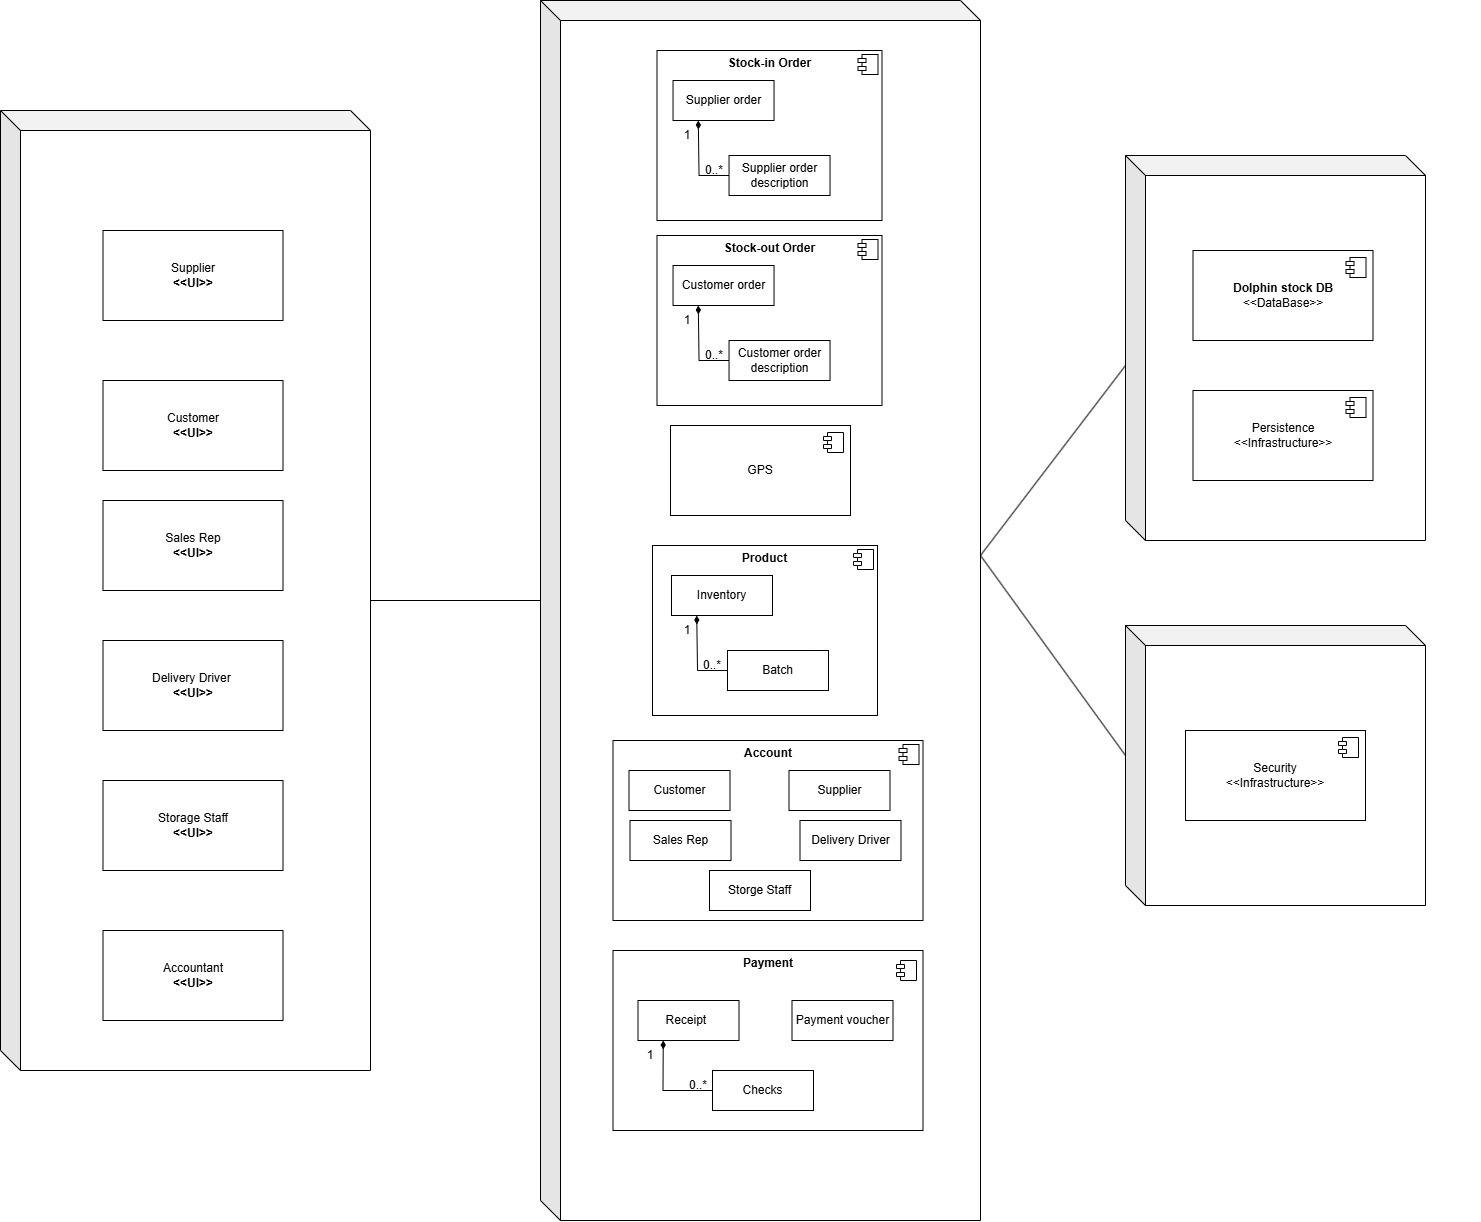 Supplier
<<UI>>
Customer
<<UI>>
Sales Rep
<<UI>>
Delivery Driver
<<UI>>
Storage Staff
<<UI>>
Accountant
<<UI>>
Stock-in Order
Supplier order
1
0..*
Supplier order
description
Stock-out Order
Customer order
1
0..*
Customer order
description
GPS
Product
Inventory
1
0..*
Batch
Account
Customer
Supplier
Sales Rep
Delivery Driver
Storge Staff
Payment
Receipt
Payment voucher
1
0..*
Checks
Dolphin stock DB
<<DataBase>>
Persistence
<<Infrastructure>>
Security
<<Infrastructure>>